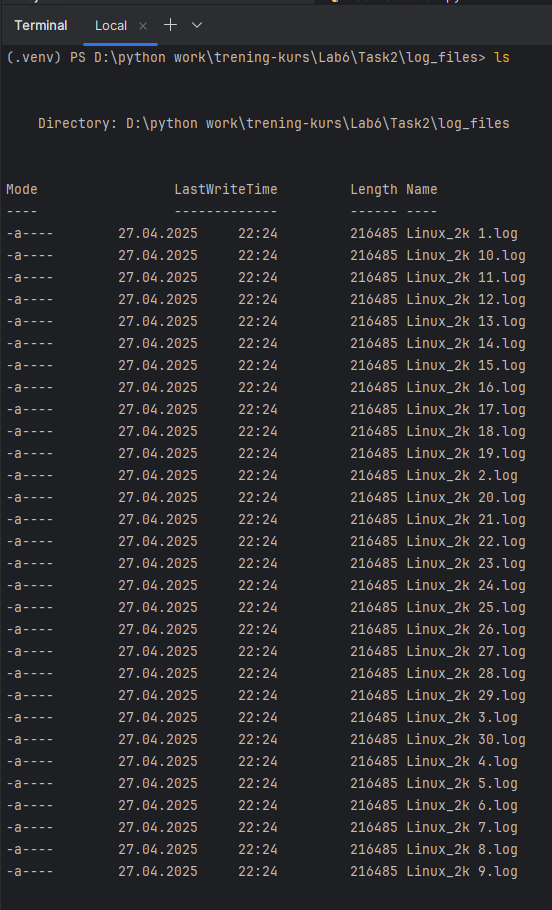 Terminal Local × + ⌄
(.venv) PS D:\python work\trening-kurs\Lab6\Task2\log_files> ls
Directory: D:\python work\trening-kurs\Lab6\Task2\log_files
Mode                 LastWriteTime         Length Name
----                 -------------         ------ ----
-a----        27.04.2025     22:24         216485 Linux_2k 1.log
-a----        27.04.2025     22:24         216485 Linux_2k 10.log
-a----        27.04.2025     22:24         216485 Linux_2k 11.log
-a----        27.04.2025     22:24         216485 Linux_2k 12.log
-a----        27.04.2025     22:24         216485 Linux_2k 13.log
-a----        27.04.2025     22:24         216485 Linux_2k 14.log
-a----        27.04.2025     22:24         216485 Linux_2k 15.log
-a----        27.04.2025     22:24         216485 Linux_2k 16.log
-a----        27.04.2025     22:24         216485 Linux_2k 17.log
-a----        27.04.2025     22:24         216485 Linux_2k 18.log
-a----        27.04.2025     22:24         216485 Linux_2k 19.log
-a----        27.04.2025     22:24         216485 Linux_2k 2.log
-a----        27.04.2025     22:24         216485 Linux_2k 20.log
-a----        27.04.2025     22:24         216485 Linux_2k 21.log
-a----        27.04.2025     22:24         216485 Linux_2k 22.log
-a----        27.04.2025     22:24         216485 Linux_2k 23.log
-a----        27.04.2025     22:24         216485 Linux_2k 24.log
-a----        27.04.2025     22:24         216485 Linux_2k 25.log
-a----        27.04.2025     22:24         216485 Linux_2k 26.log
-a----        27.04.2025     22:24         216485 Linux_2k 27.log
-a----        27.04.2025     22:24         216485 Linux_2k 28.log
-a----        27.04.2025     22:24         216485 Linux_2k 29.log
-a----        27.04.2025     22:24         216485 Linux_2k 3.log
-a----        27.04.2025     22:24         216485 Linux_2k 30.log
-a----        27.04.2025     22:24         216485 Linux_2k 4.log
-a----        27.04.2025     22:24         216485 Linux_2k 5.log
-a----        27.04.2025     22:24         216485 Linux_2k 6.log
-a----        27.04.2025     22:24         216485 Linux_2k 7.log
-a----        27.04.2025     22:24         216485 Linux_2k 8.log
-a----        27.04.2025     22:24         216485 Linux_2k 9.log